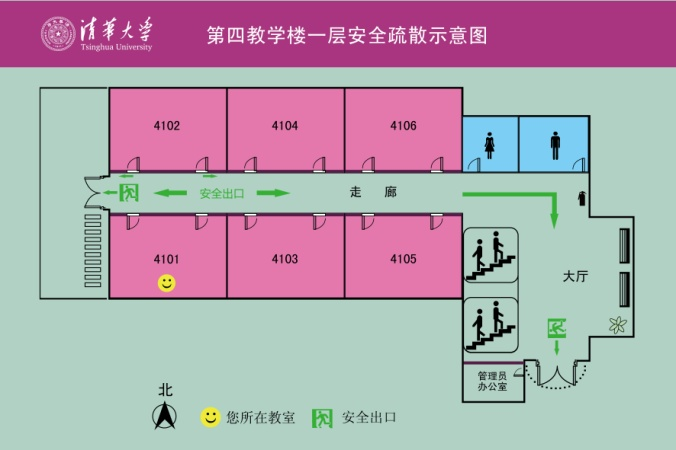 清华大学
Tsinghua University
第四教学楼一层安全疏散示意图
4102
4104
4106
安全出口
走廊
4101
4103
4105
大厅
管理员
办公室
北
您所在教室
安全出口